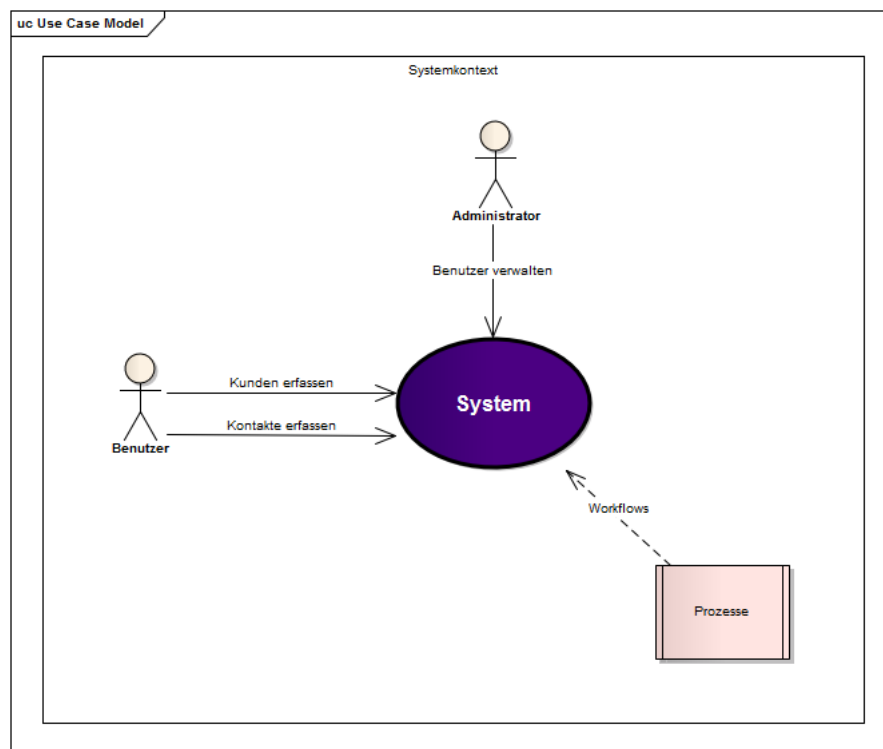 uc Use Case Model
Systemkontext
Administrator
Benutzer verwalten
Kunden erfassen
System
Kontakte erfassen
Benutzer
Workflows
Prozesse